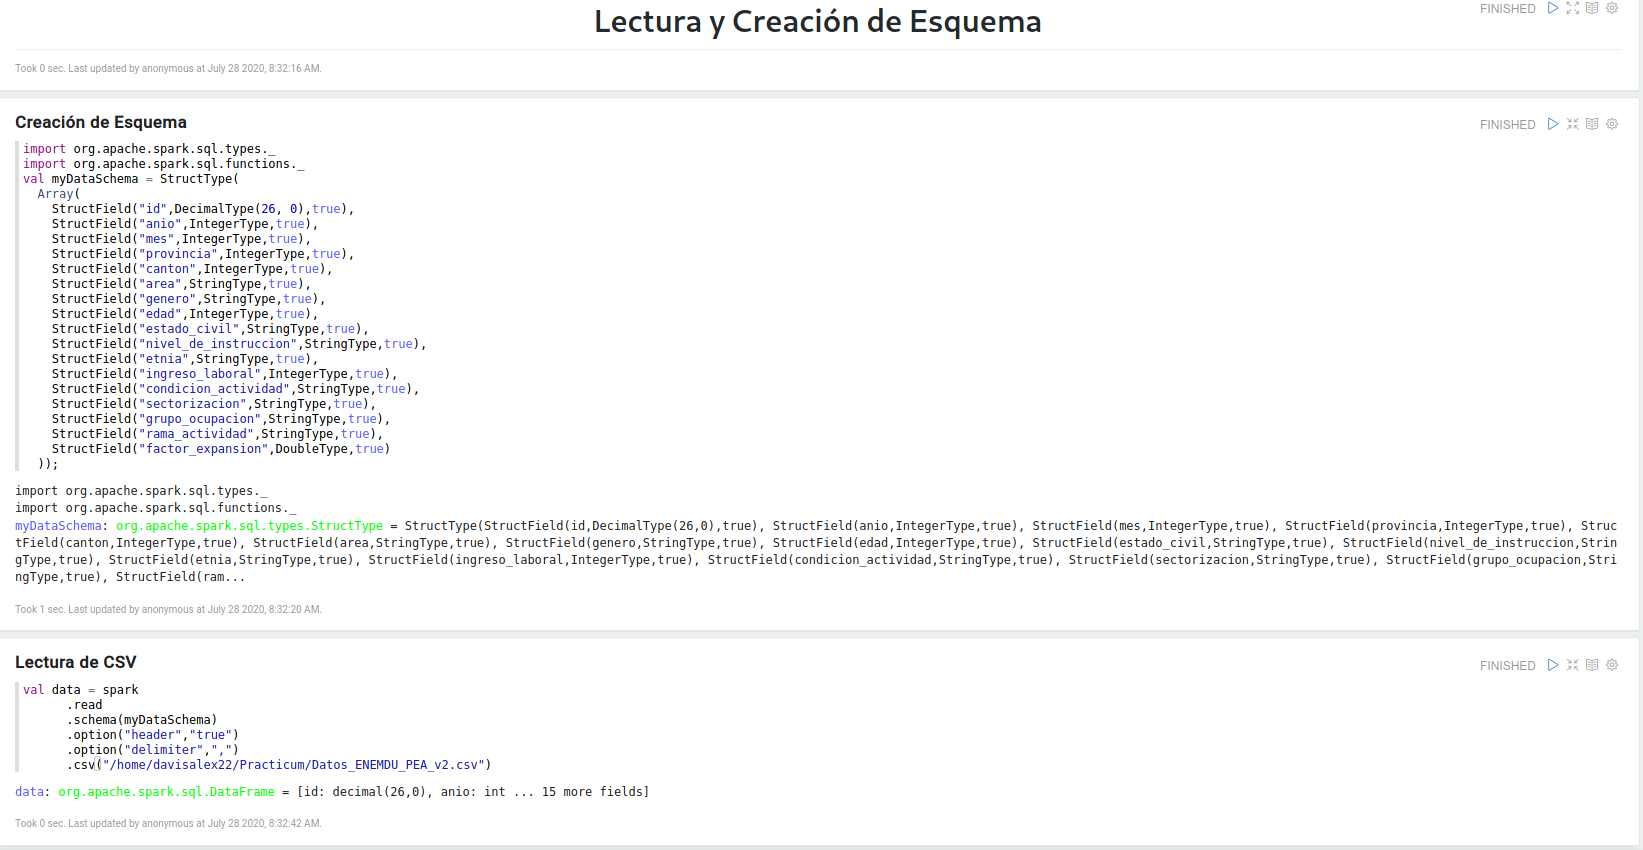 Lectura y Creación de Esquema
FINISHED
Took 0 sec. Last updated by anonymous at July 28 2020, 8:32:16 AM.
Creación de Esquema
FINISHED
import org.apache.spark.sql.types._
import org.apache.spark.sql.functions._
val myDataSchema = StructType(
Array(
StructField("id",DecimalType(26, 0),true),
StructField("anio",IntegerType,true),
StructField("mes",IntegerType,true),
StructField("provincia",IntegerType,true),
StructField("canton",IntegerType,true),
StructField("area",StringType,true),
StructField("genero",StringType,true),
StructField("edad",IntegerType,true),
StructField("estado_civil",StringType,true),
StructField("nivel_de_instruccion",StringType,true),
StructField("etnia",StringType,true),
StructField("ingreso_laboral",IntegerType,true),
StructField("condicion_actividad",StringType,true),
StructField("sectorizacion",StringType,true),
StructField("grupo_ocupacion",StringType,true),
StructField("rama_actividad",StringType,true),
StructField("factor_expansion",DoubleType,true)
));
import org.apache.spark.sql.types._
import org.apache.spark.sql.functions._
myDataSchema: org.apache.spark.sql.types.StructType = StructType(StructField(id,DecimalType(26,0),true), StructField(anio,IntegerType,true), StructField(mes,IntegerType,true), StructField(provincia,IntegerType,true), Struc
tField(canton,IntegerType,true), StructField(area,StringType,true), StructField(genero,StringType,true), StructField(edad,IntegerType,true), StructField(estado_civil,StringType,true), StructField(nivel_de_instruccion,Strin
gType,true), StructField(etnia,StringType,true), StructField(ingreso_laboral,IntegerType,true), StructField(condicion_actividad,StringType,true), StructField(sectorizacion,StringType,true), StructField(grupo_ocupacion,Stri
ngType,true), StructField(ram...
Took 1 sec. Last updated by anonymous at July 28 2020, 8:32:20 AM.
Lectura de CSV
FINISHED
val data = spark
.read
.schema(myDataSchema)
.option("header","true")
.option("delimiter",",")
.csv("/home/davisalex22/Practicum/Datos_ENEMDU_PEA_v2.csv")
data: org.apache.spark.sql.DataFrame = [id: decimal(26,0), anio: int ... 15 more fields]
Took 0 sec. Last updated by anonymous at July 28 2020, 8:32:42 AM.